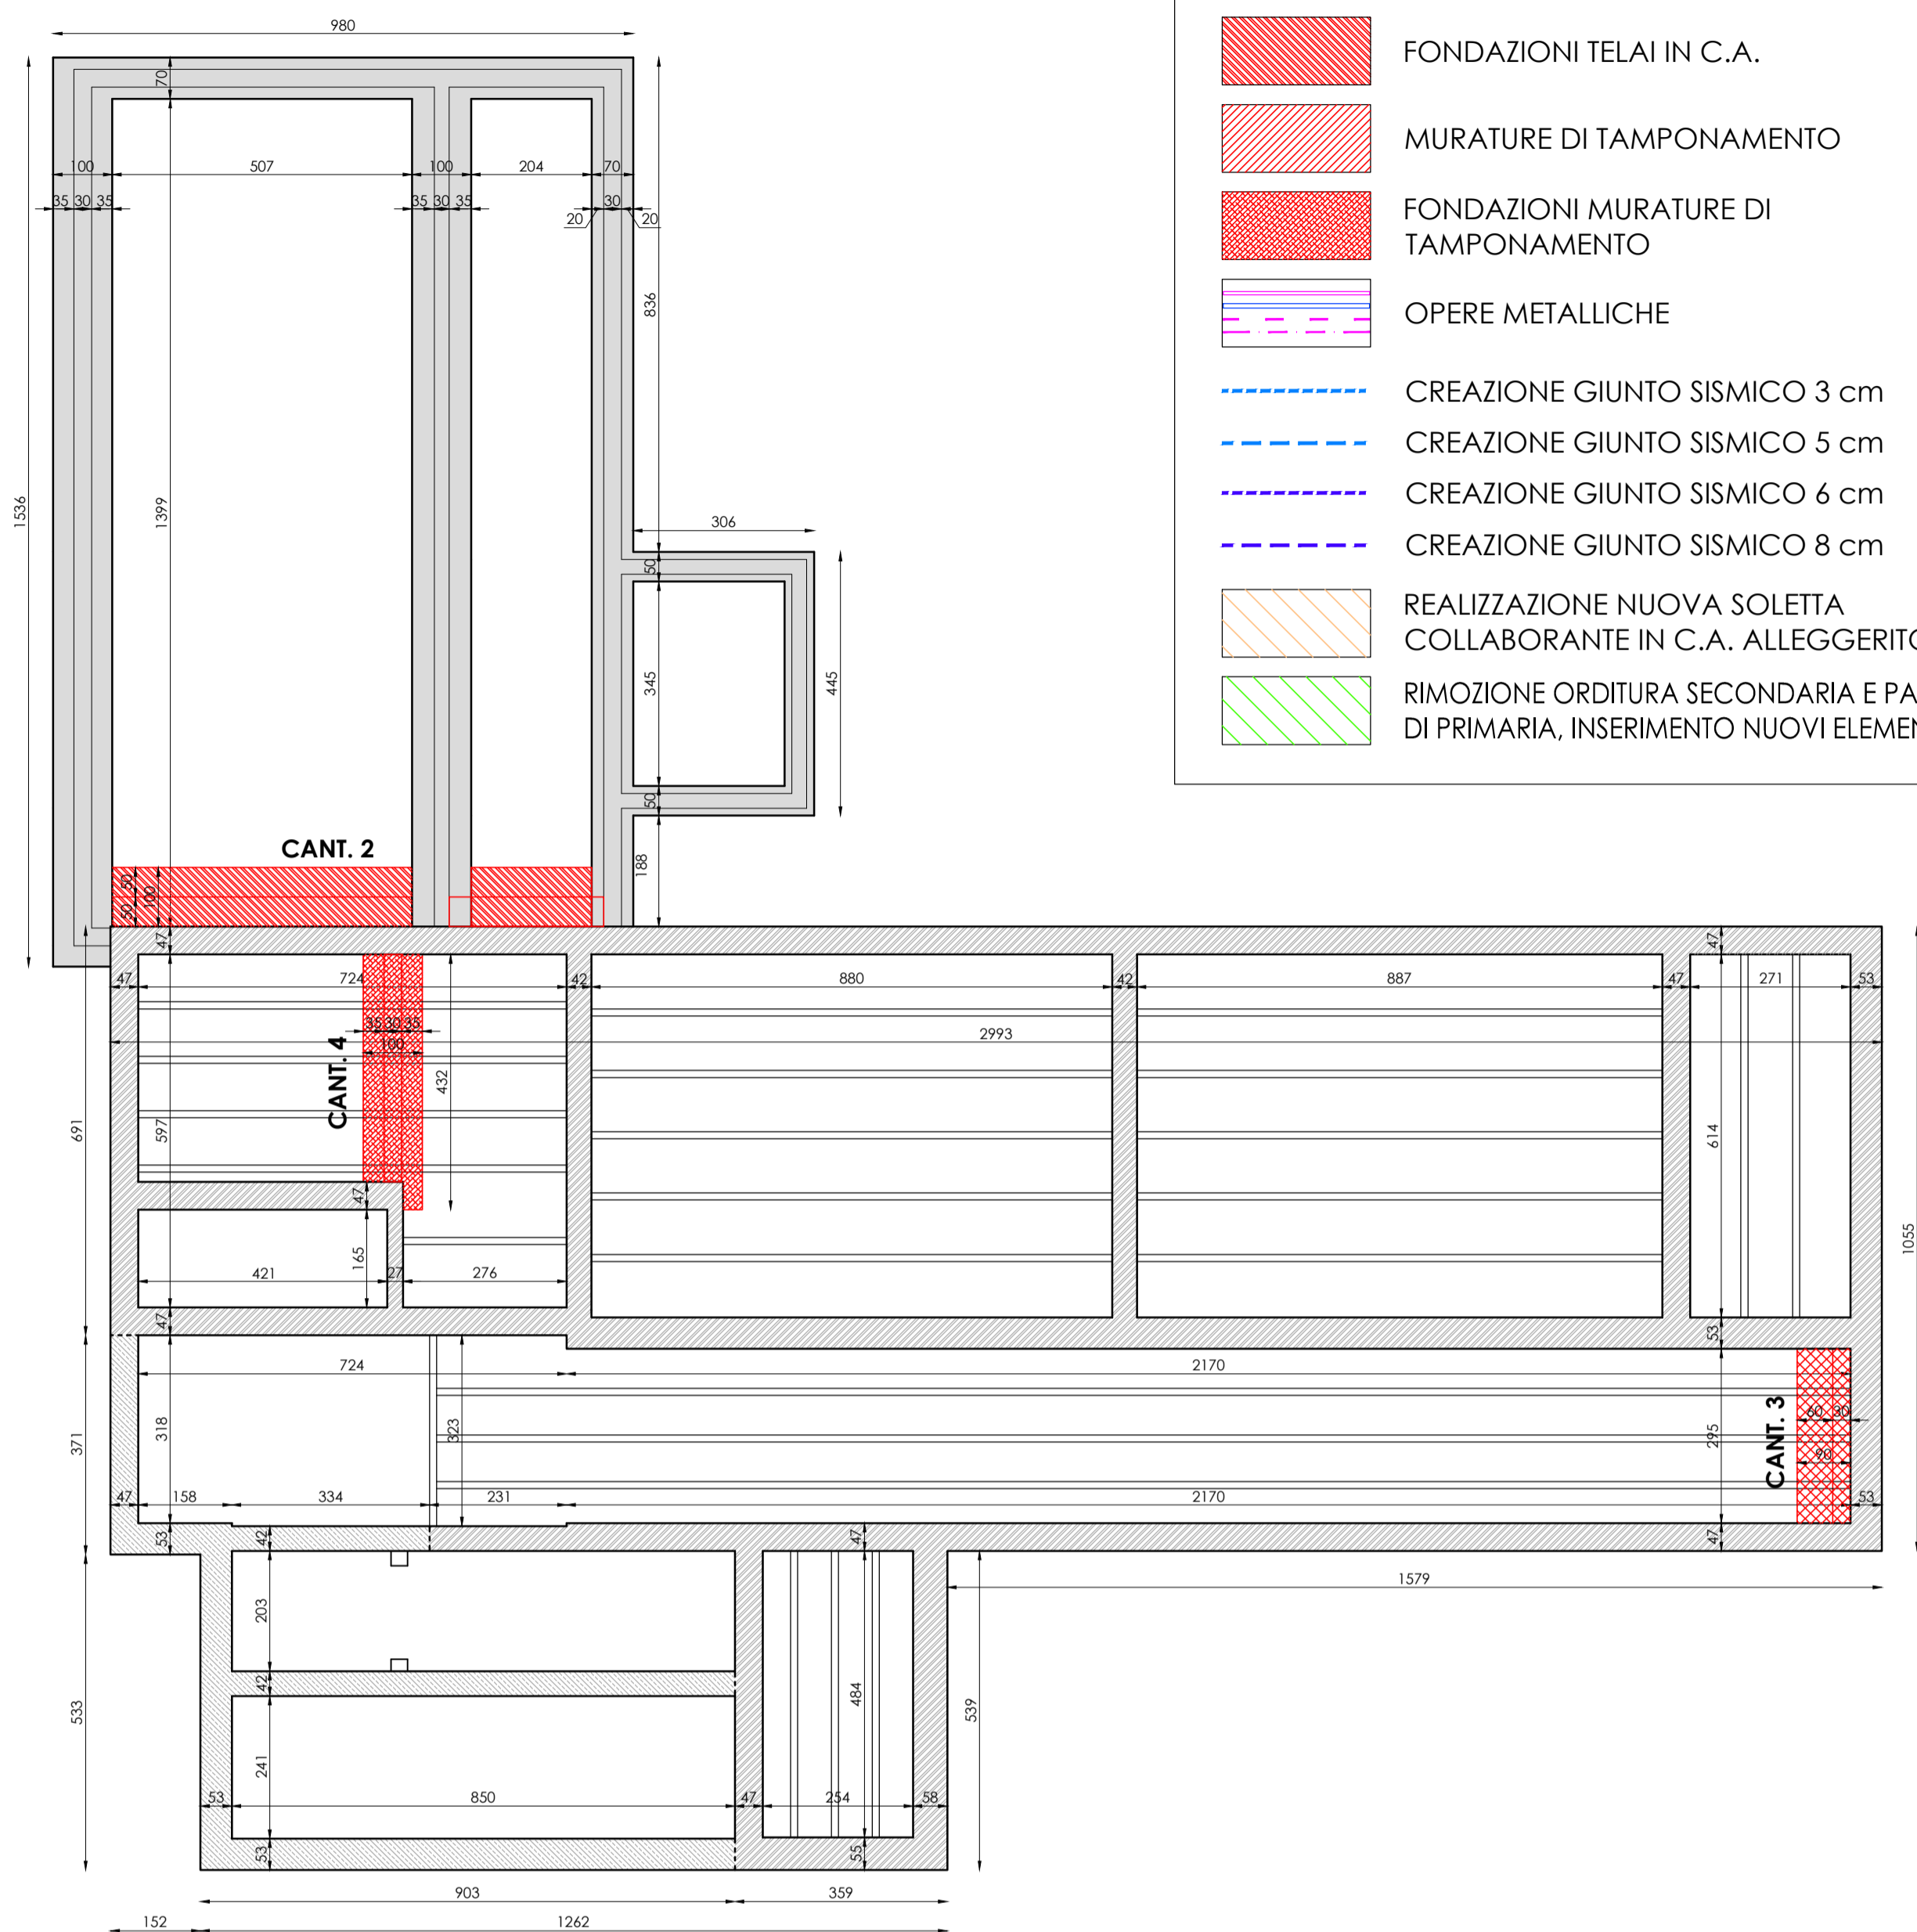 980
FONDAZIONI TELAI IN C.A.
MURATURE DI TAMPONAMENTO
FONDAZIONI MURATURE DI
TAMPONAMENTO
OPERE METALLICHE
CREAZIONE GIUNTO SISMICO 3 cm
CREAZIONE GIUNTO SISMICO 5 cm
CREAZIONE GIUNTO SISMICO 6 cm
CREAZIONE GIUNTO SISMICO 8 cm
REALIZZAZIONE NUOVA SOLETTA
COLLABORANTE IN C.A. ALLEGGERITO
RIMOZIONE ORDITURA SECONDARIA E PA
DI PRIMARIA, INSERIMENTO NUOVI ELEMEN
70
100 507 100 204 70
35 30 35 35 30 35 30
20 20
836
1536
1399
306
50
345
445
50
188
CANT. 2
50
50
100
47
47
47 724 42 880 42 887 47 271 53
35 30 35
2993
100
CANT. 4
432
691
597
614
1055
47
165
421 27 276
47
53
724 2170
318
323
371
295
CANT. 3
60 30
90
47 158 334 231 2170 53
53
42
47
47
1579
203
42
533
484
539
241
53 850 47 254 58
53
55
903 359
152 1262